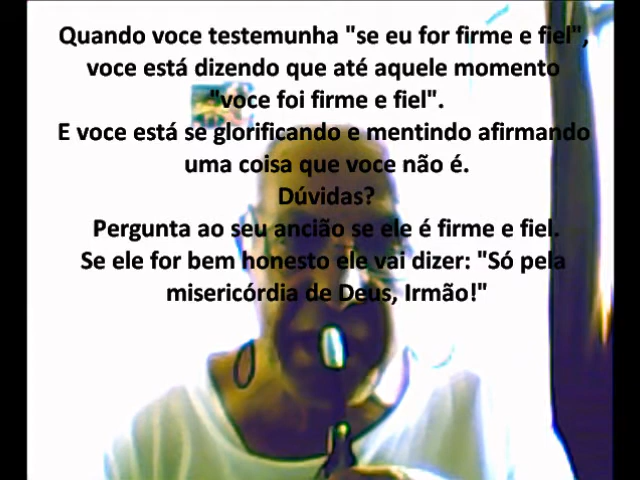 Quando voce testemunha "se eu for firme e fiel",
voce está dizendo que até aquele momento
"voce foi firme e fiel".
E voce está se glorificando e mentindo afirmando
uma coisa que voce não é.
Dúvidas?
Pergunta ao seu ancião se ele é firme e fiel.
Se ele for bem honesto ele vai dizer: "Só pela
misericórdia de Deus, Irmão!"